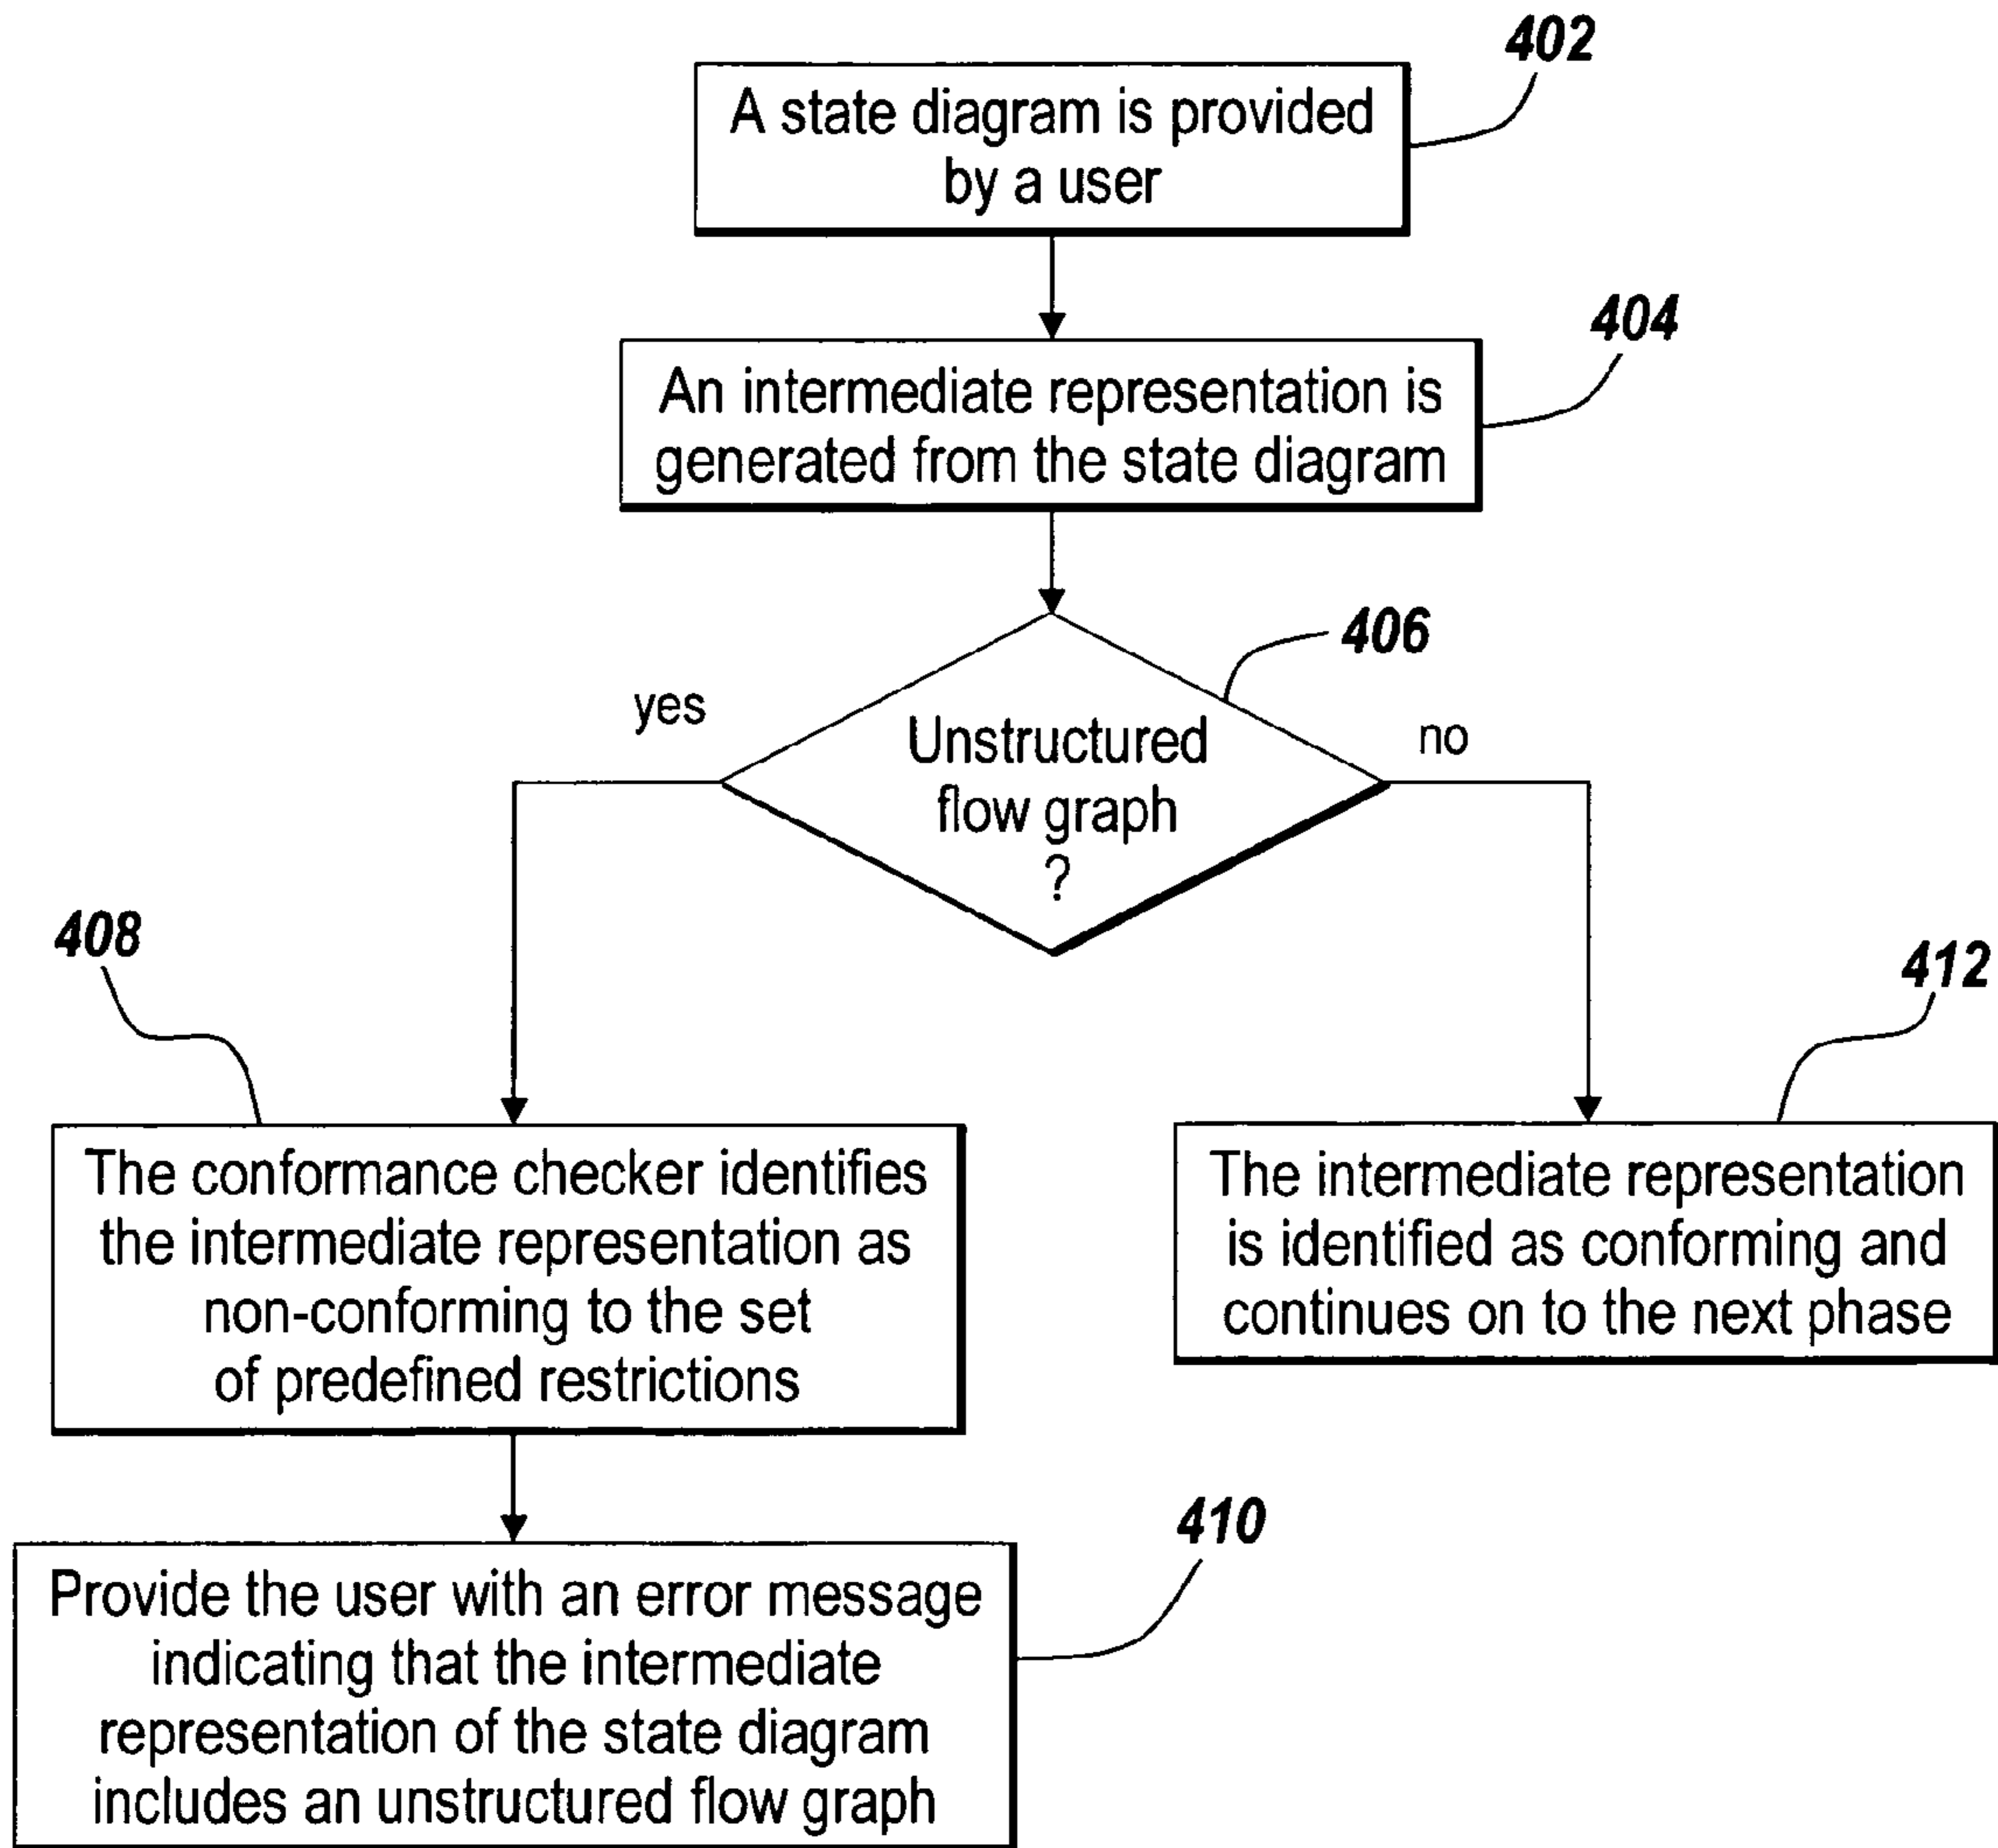 402
A state diagram is provided
by a user
404
An intermediate representation is
generated from the state diagram
406
yes
Unstructured
flow graph
?
no
408
412
The conformance checker identifies
the intermediate representation as
non-conforming to the set
of predefined restrictions
The intermediate representation
is identified as conforming and
continues on to the next phase
410
Provide the user with an error message
indicating that the intermediate
representation of the state diagram
includes an unstructured flow graph